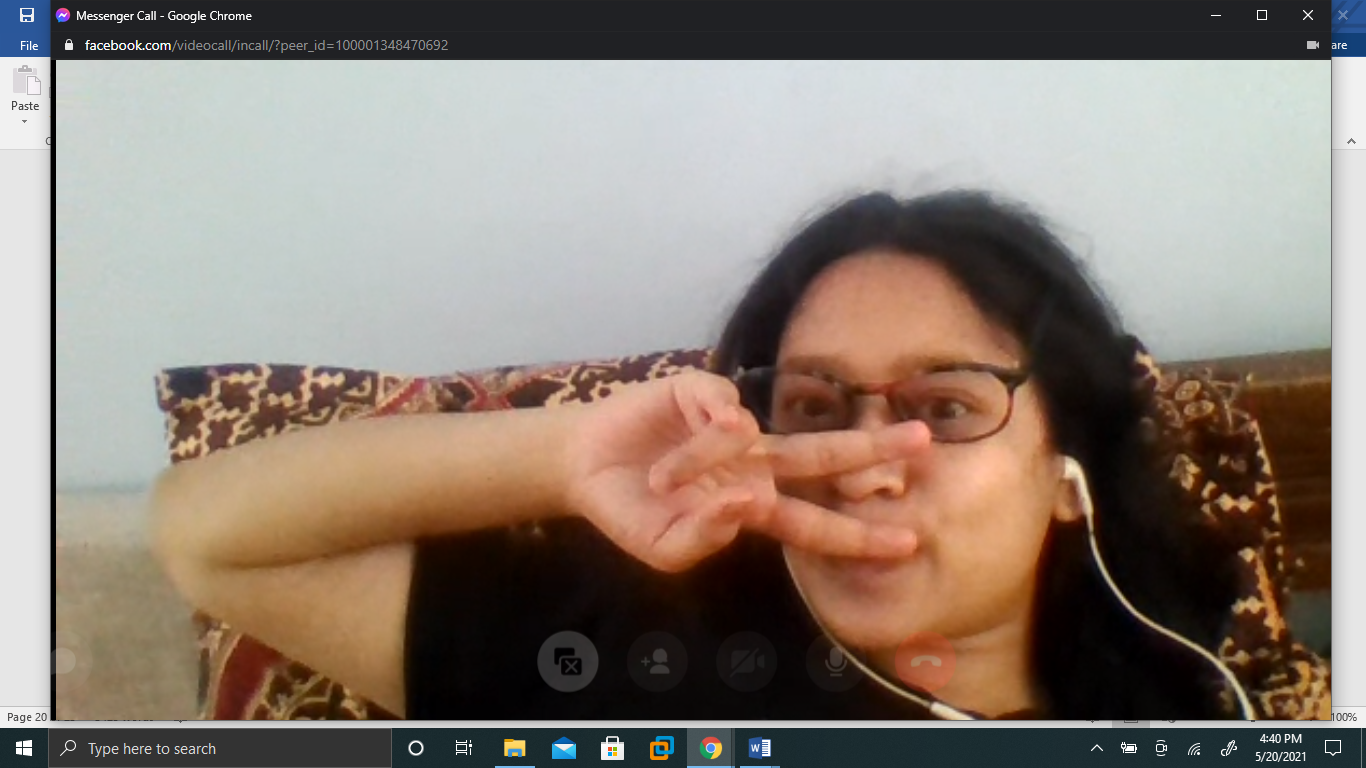 Messenger Call - Google Chrome
facebook.com/videocall/incall/?peer_id=100001348470692
File
are
Paste
Page 20
100%
Type here to search
4:40 PM
5/20/2021